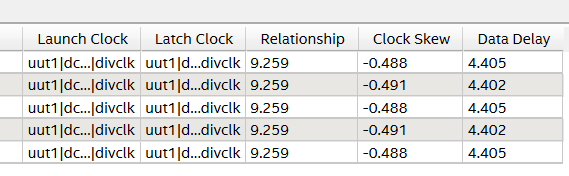 Launch Clock Latch Clock Relationship Clock Skew Data Delay
uut1|dc...|divclk uut1|d...divclk 9.259 -0.488 4.405
uut1|dc...|divclk uut1|d...divclk 9.259 -0.491 4.402
uut1|dc...|divclk uut1|d...divclk 9.259 -0.488 4.405
uut1|dc...|divclk uut1|d...divclk 9.259 -0.491 4.402
uut1|dc...|divclk uut1|d...divclk 9.259 -0.488 4.405